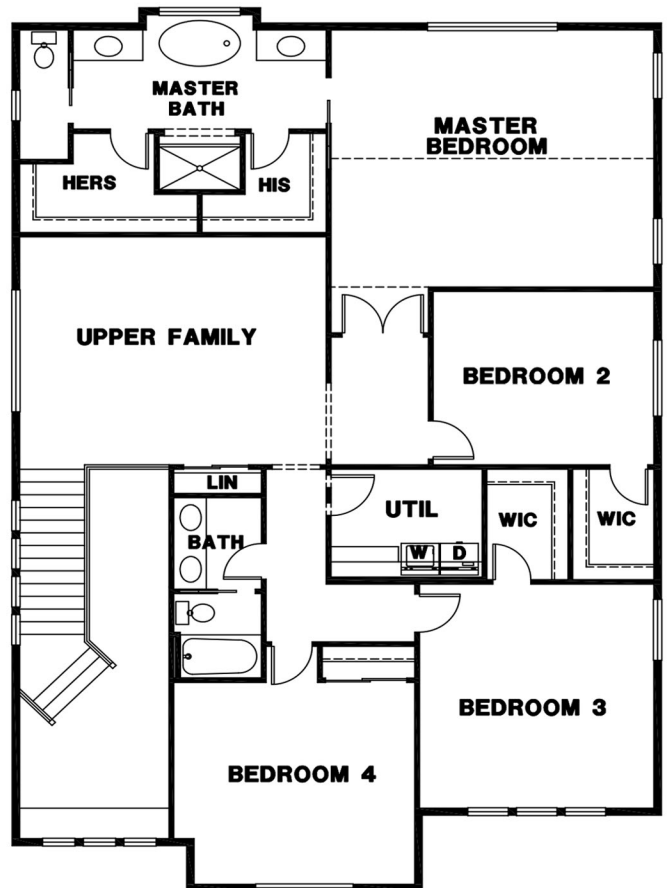 MASTER
BATH
MASTER
BEDROOM
HERS
HIS
UPPER FAMILY
BEDROOM 2
LIN
UTIL
WIC
WIC
BATH
W D
BEDROOM 3
BEDROOM 4